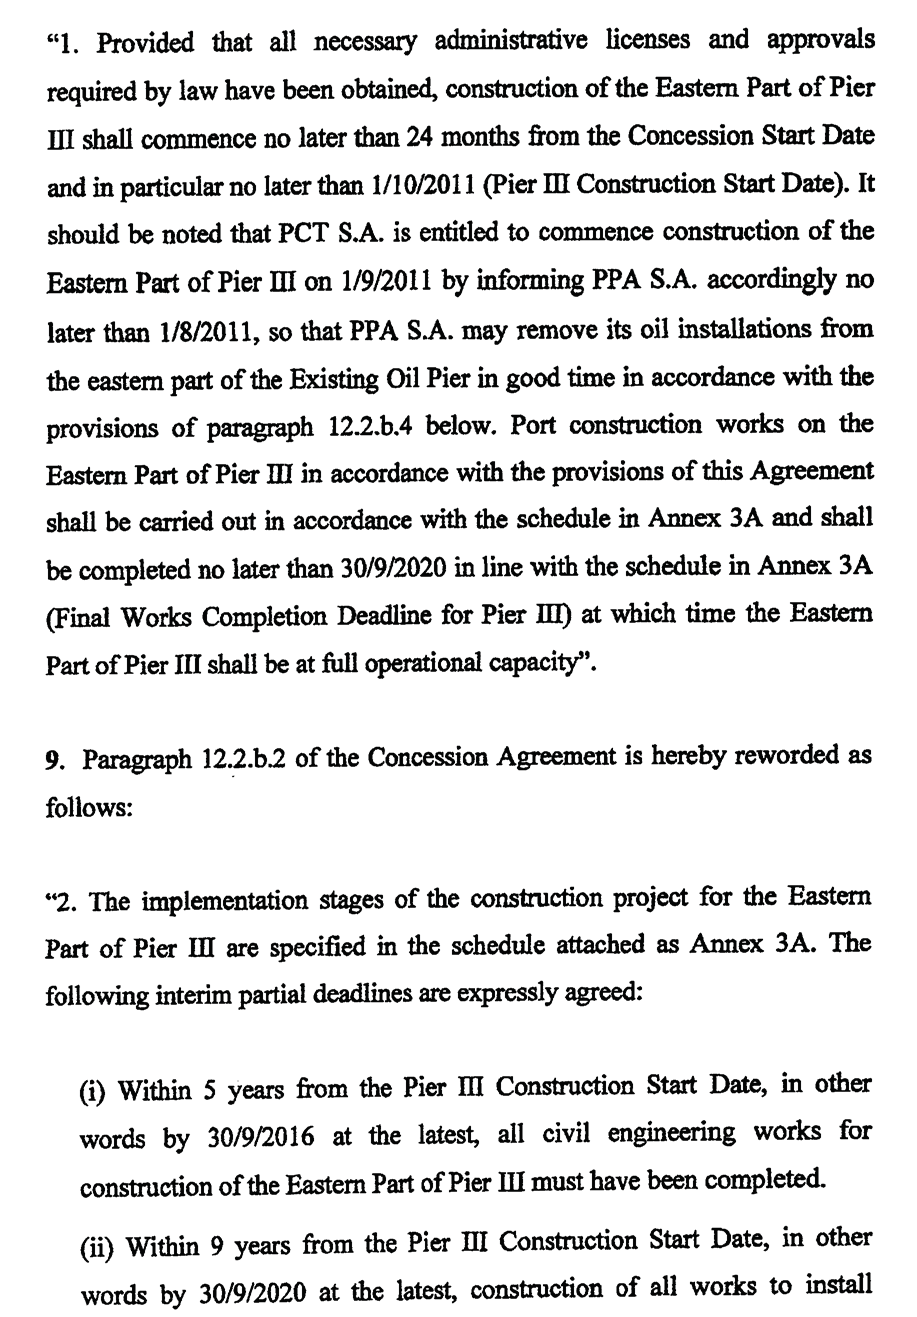 “1. Provided that all necessary administrative licenses and approvals
required by law have been obtained, construction of the Eastern Part of Pier
III shall commence no later than 24 months from the Concession Start Date
and in particular no later than 1/10/2011 (Pier III Construction Start Date). It
should be noted that PCT S.A. is entitled to commence construction of the
Eastern Part of Pier III on 1/9/2011 by informing PPA S.A. accordingly no
later than 1/8/2011, so that PPA S.A. may remove its oil installations from
the eastern part of the Existing Oil Pier in good time in accordance with the
provisions of paragraph 12.2.b.4 below. Port construction works on the
Eastern Part of Pier III in accordance with the provisions of this Agreement
shall be carried out in accordance with the schedule in Annex 3A and shall
be completed no later than 30/9/2020 in line with the schedule in Annex 3A
(Final Works Completion Deadline for Pier III) at which time the Eastern
Part of Pier III shall be at full operational capacity”.
9. Paragraph 12.2.b.2 of the Concession Agreement is hereby reworded as
follows:
“2. The implementation stages of the construction project for the Eastern
Part of Pier III are specified in the schedule attached as Annex 3A. The
following interim partial deadlines are expressly agreed:
(i) Within 5 years from the Pier III Construction Start Date, in other
words by 30/9/2016 at the latest, all civil engineering works for
construction of the Eastern Part of Pier III must have been completed.
(ii) Within 9 years from the Pier III Construction Start Date, in other
words by 30/9/2020 at the latest, construction of all works to install